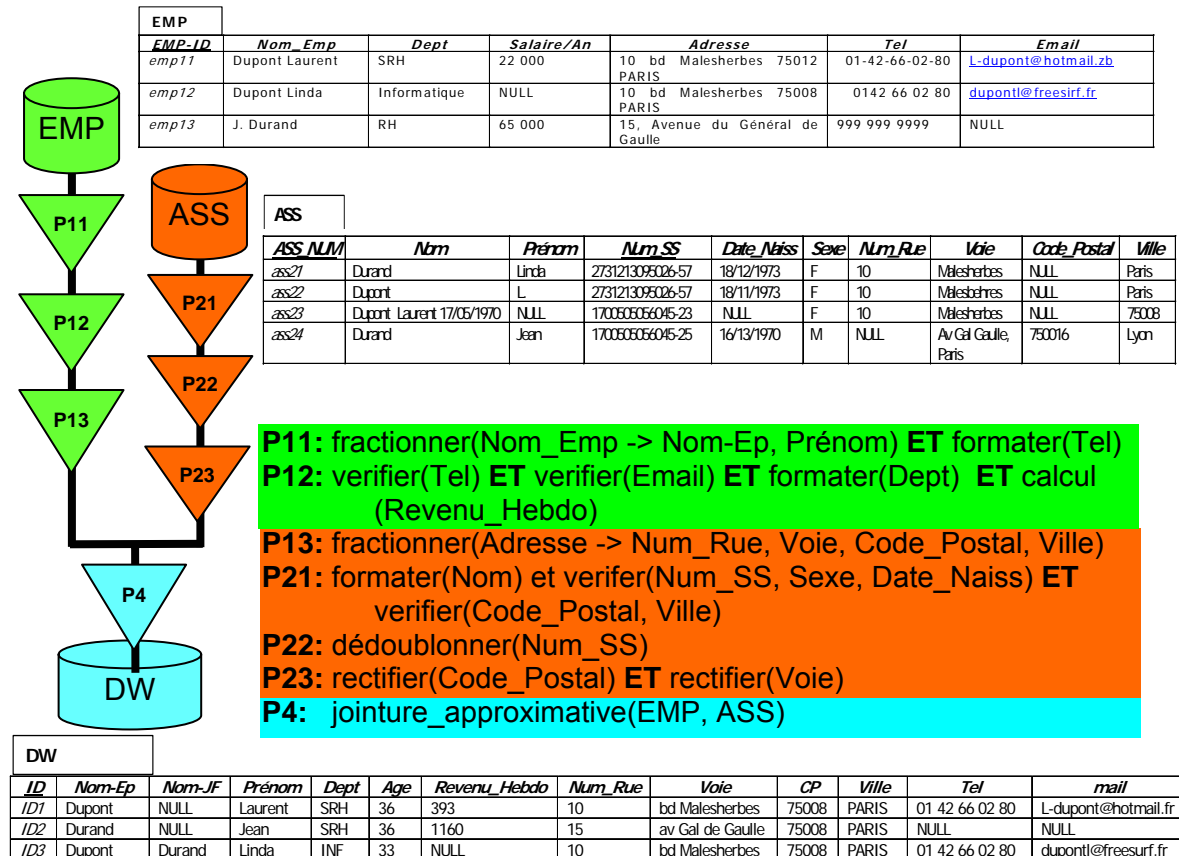 EMP
EMP-ID Nom_Emp Dept Salaire/An Adresse Tel Email
emp11 Dupont Laurent SRH 22 000 10 bd Malesherbes 75012 PARIS 01-42-66-02-80 L-dupont@hotmail.zb
emp12 Dupont Linda Informatique NULL 10 bd Malesherbes 75008 PARIS 0142 66 02 80 dupontl@freesirf.fr
emp13 J. Durand RH 65 000 15, Avenue du Général de Gaulle 999 999 9999 NULL
EMP
ASS
P11
P12
P13
P21
P22
P23
P4
DW
ASS
ASS_NUM Nom Prénom Num_SS Date_Naiss Sexe Num_Rue Voie Code_Postal Ville
ass21 Durand Linda 2731213095026-57 18/12/1973 F 10 Malesherbes NULL Paris
ass22 Dupont L 2731213095026-57 18/11/1973 F 10 Malesbehres NULL Paris
ass23 Dupont Laurent 17/05/1970 NULL 1700505056045-23 NULL F 10 Malesherbes NULL 75008
ass24 Durand Jean 1700505056045-25 16/13/1970 M NULL Av Gal Gaulle, Paris 750016 Lyon
P11: fractionner(Nom_Emp -> Nom-Ep, Prénom) ET formater(Tel)
P12: verifier(Tel) ET verifier(Email) ET formater(Dept) ET calcul
(Revenu_Hebdo)
P13: fractionner(Adresse -> Num_Rue, Voie, Code_Postal, Ville)
P21: formater(Nom) et verifer(Num_SS, Sexe, Date_Naiss) ET
verifier(Code_Postal, Ville)
P22: dédoublonner(Num_SS)
P23: rectifier(Code_Postal) ET rectifier(Voie)
P4: jointure_approximative(EMP, ASS)
DW
ID Nom-Ep Nom-JF Prénom Dept Age Revenu_Hebdo Num_Rue Voie CP Ville Tel mail
ID1 Dupont NULL Laurent SRH 36 393 10 bd Malesherbes 75008 PARIS 01 42 66 02 80 L-dupont@hotmail.fr
ID2 Durand NULL Jean SRH 36 1160 15 av Gal de Gaulle 75008 PARIS NULL NULL
ID3 Dupont Durand Linda INF 33 NULL 10 bd Malesherbes 75008 PARIS 01 42 66 02 80 dupontl@freesurf.fr